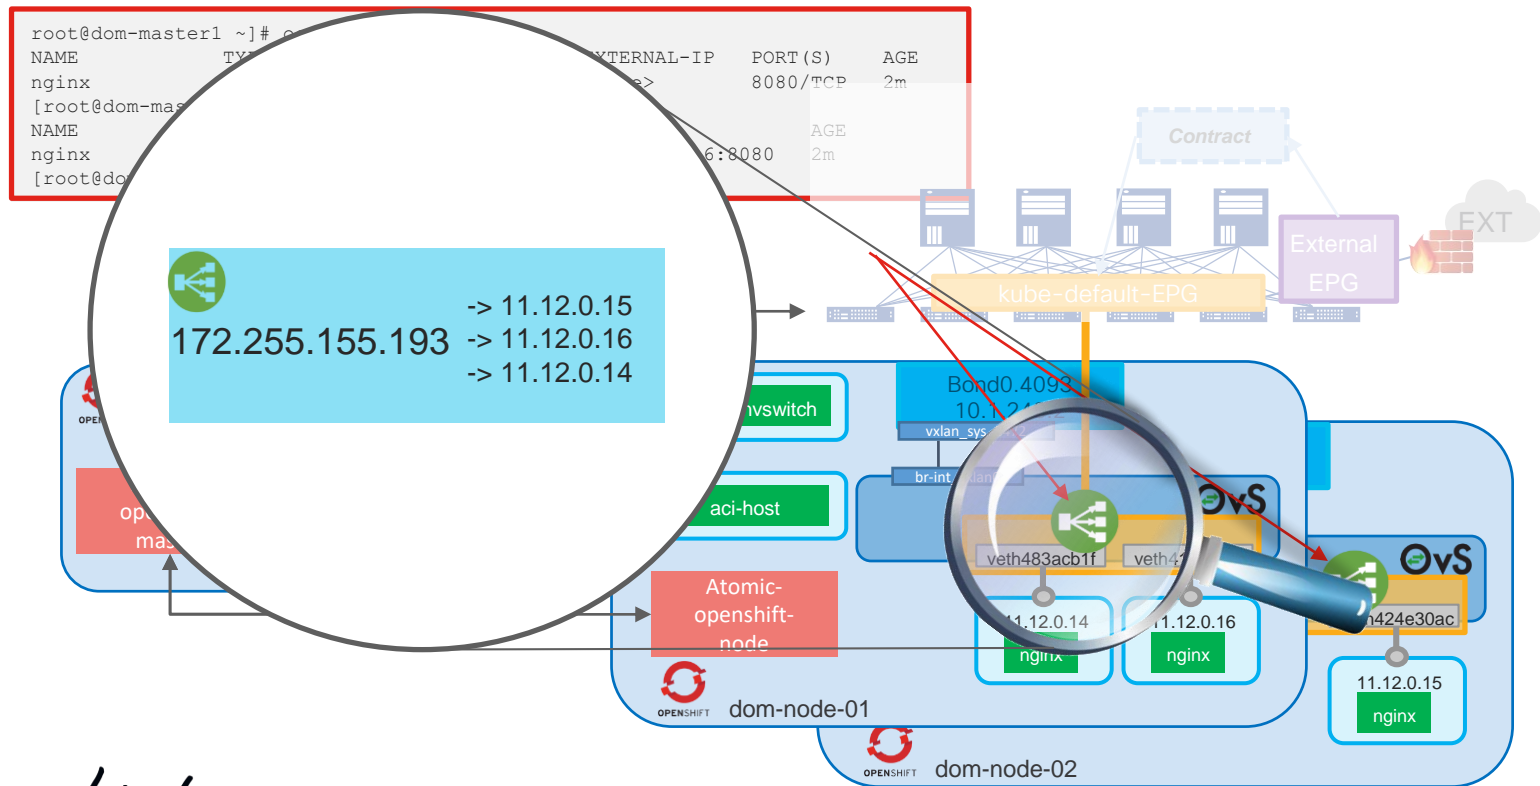 root@dom-master1 ~]#
NAME EXTERNAL-IP PORT(S) AGE
nginx 8080/TCP 2m
[root@dom-mas
NAME AGE
nginx 6:8080 2m
[root@do
Contract
EXT
External
EPG
kube-default-EPG
172.255.155.193
-> 11.12.0.15
-> 11.12.0.16
-> 11.12.0.14
Bond0.4093
vxlan_sys
br-int
nvswitch
aci-host
OvS
veth483acb1f
OvS
n424e30ac
Atomic-
openshift-
node
11.12.0.14
nginx
11.12.0.16
nginx
11.12.0.15
nginx
OPENSHIFT
dom-node-01
OPENSHIFT
dom-node-02